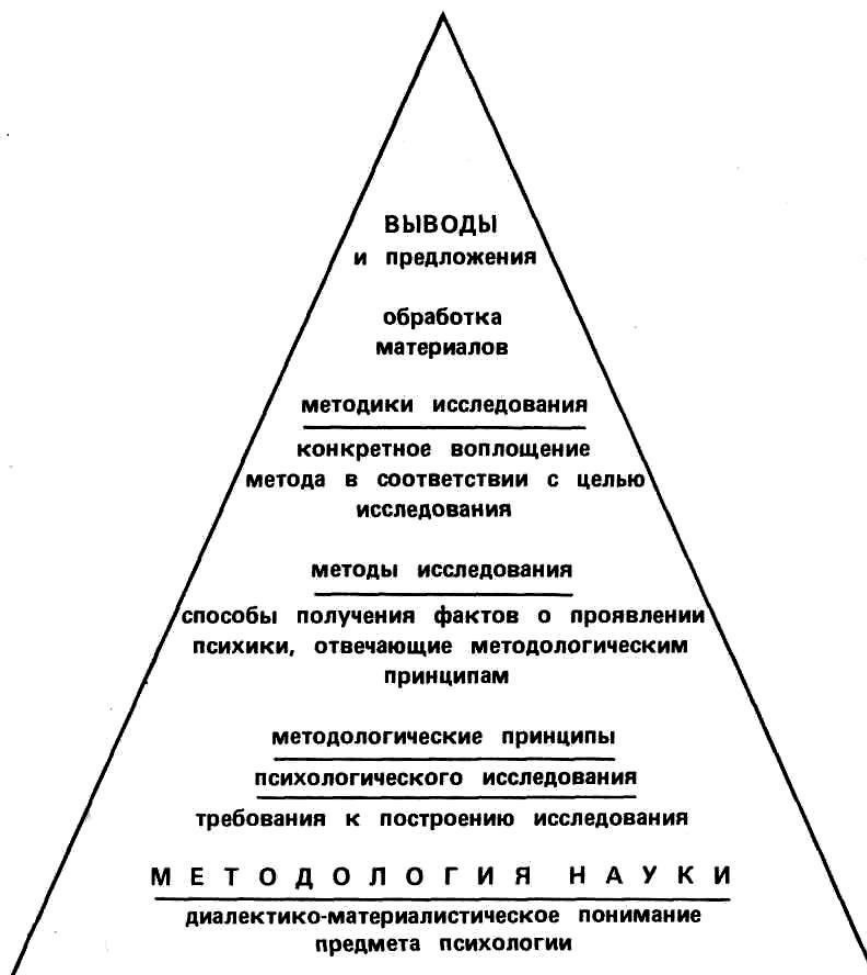 ВЫВОДЫ
и предложения
обработка
материалов
методики исследования
конкретное воплощение
метода в соответствии с целью
исследования
методы исследования
способы получения фактов о проявлении
психики, отвечающие методологическим
принципам
методологические принципы
психологического исследования
требования к построению исследования
МЕТОДОЛОГИЯ НАУКИ
диалектико-материалистическое понимание
предмета психологии